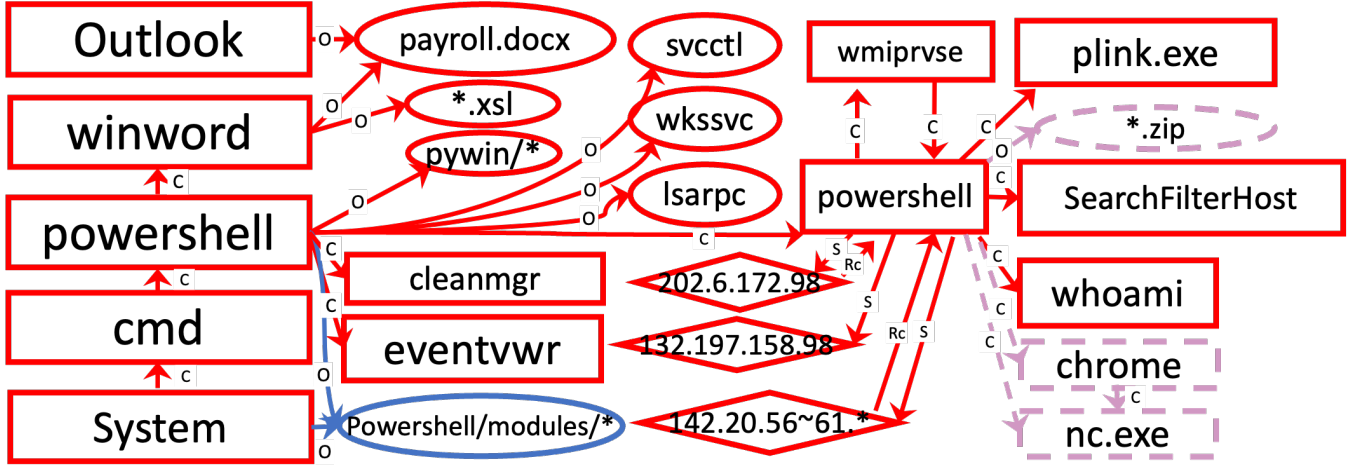 Outlook
O
payroll.docx
svcctl
wmiprvse
plink.exe
winword
O
O
*.xsl
wkssvc
C
C
C
O
*.zip
C
pywin/*
O
powershell
O
O
O
lsarpc
powershell
C
SearchFilterHost
C
C
C
cleanmgr
202.6.172.98
S
Rc
C
whoami
cmd
C
eventvwr
132.197.158.98
S
Rc
S
C
C
chrome
C
O
System
O
Powershell/modules/*
142.20.56~61.*
C
nc.exe